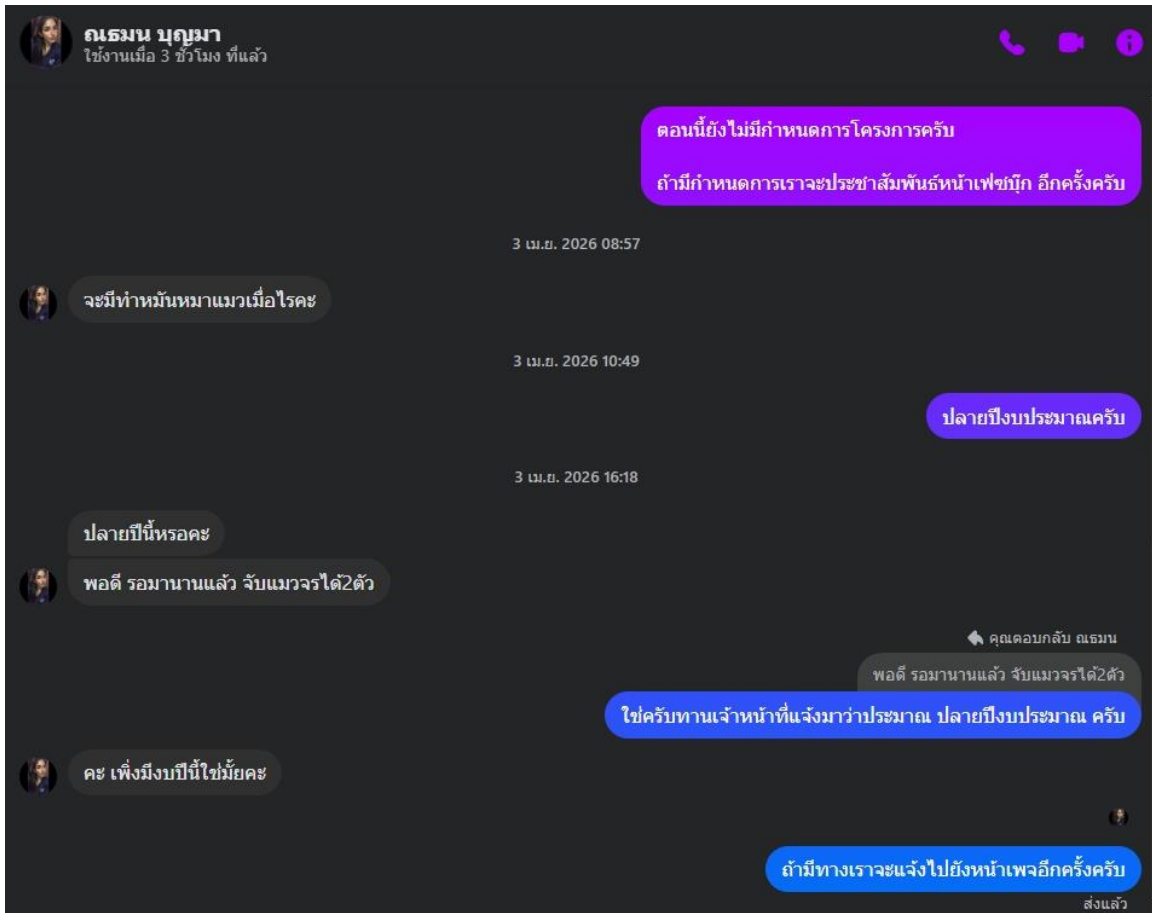 ณธมน บุญมา
ใช้งานเมื่อ 3 ชั่วโมง ที่แล้ว
ตอนนี้ยังไม่มีกำหนดการโครงการครับ
ถ้ามีกำหนดการเราจะประชาสัมพันธ์หน้าเฟซบุ๊ก อีกครั้งครับ
3 เม.ย. 2026 08:57
จะมีทำหมันหมาแมวเมื่อไรคะ
3 เม.ย. 2026 10:49
ปลายปีงบประมาณครับ
3 เม.ย. 2026 16:18
ปลายปีนี้หรอคะ
พอดี รอมานานแล้ว จับแมวจรได้2ตัว
คุณตอบกลับ ณธมน
พอดี รอมานานแล้ว จับแมวจรได้2ตัว
ใช่ครับทานเจ้าหน้าที่แจ้งมาว่าประมาณ ปลายปีงบประมาณ ครับ
คะ เพิ่งมีงบปีนี้ใช่มั้ยคะ
ถ้ามีทางเราจะแจ้งไปยังหน้าเพจอีกครั้งครับ
ส่งแล้ว